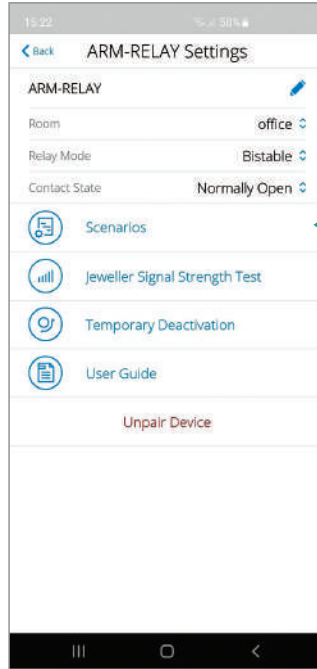 15:22 58%
Back ARM-RELAY Settings
ARM-RELAY
Room office
Relay Mode Bistable
Contact State Normally Open
Scenarios
Jeweller Signal Strength Test
Temporary Deactivation
User Guide
Unpair Device